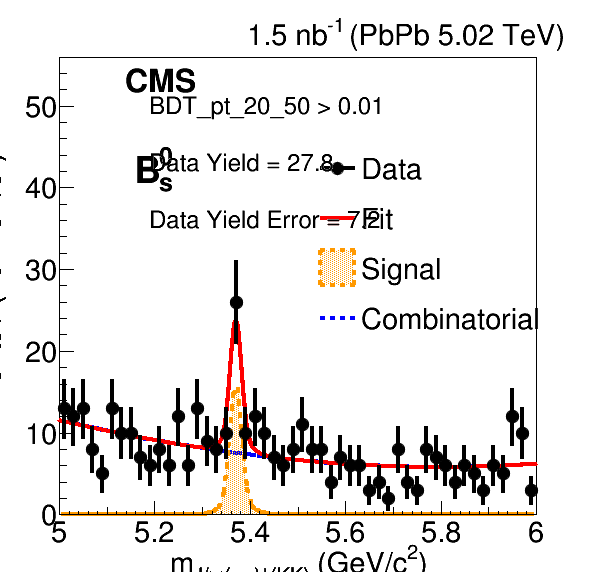 1.5 nb⁻¹ (PbPb 5.02 TeV)
CMS
BDT_pt_20_50 > 0.01
B⁰ₛ
Data Yield = 27.8
Data Yield Error = 7.2
Data
Fit
Signal
Combinatorial
50
40
30
20
10
0
5 5.2 5.4 5.6 5.8 6
(GeV/c²)